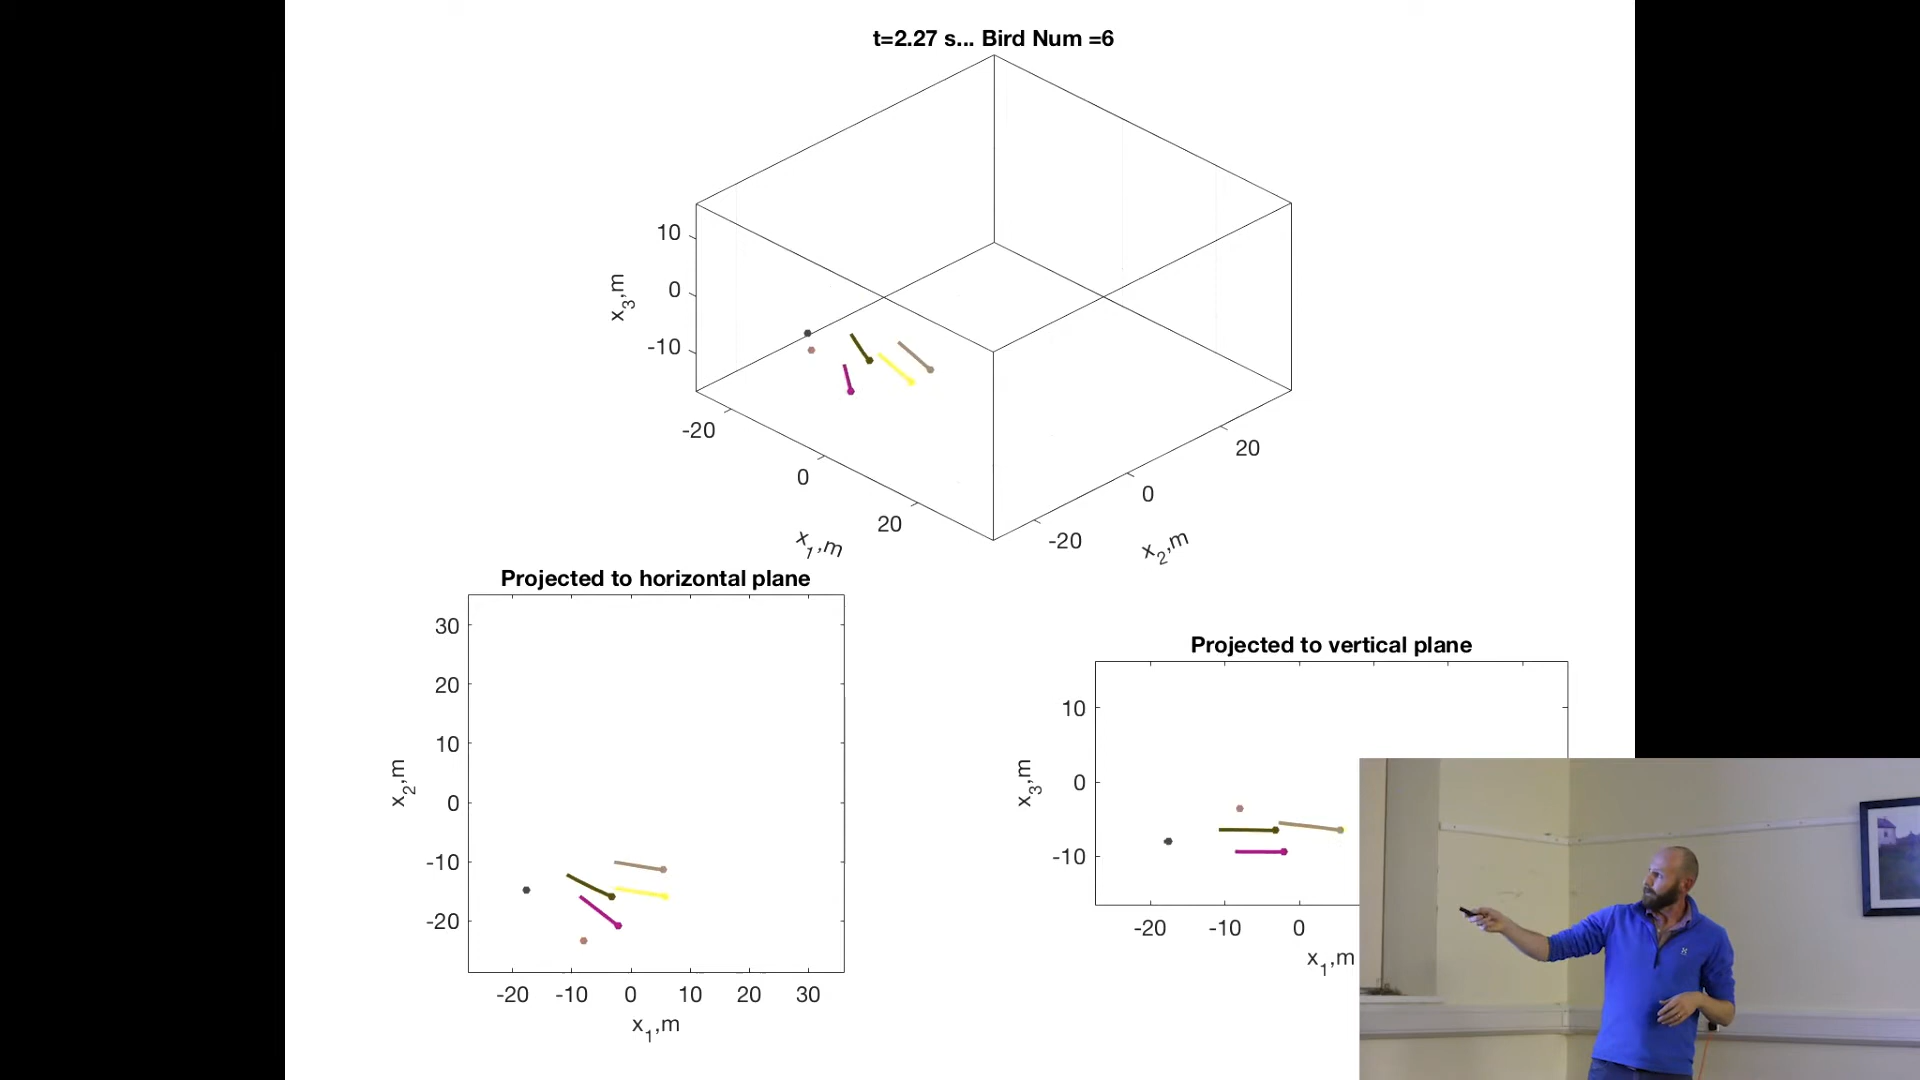 t=2.27 s... Bird Num =6
10
0
-10
x3,m
-20
0
20
x1,m
-20
0
20
x2,m
Projected to horizontal plane
30
20
10
0
-10
-20
x2,m
-20 -10 0 10 20 30
x1,m
Projected to vertical plane
10
0
-10
x3,m
-20 -10 0
x1,m